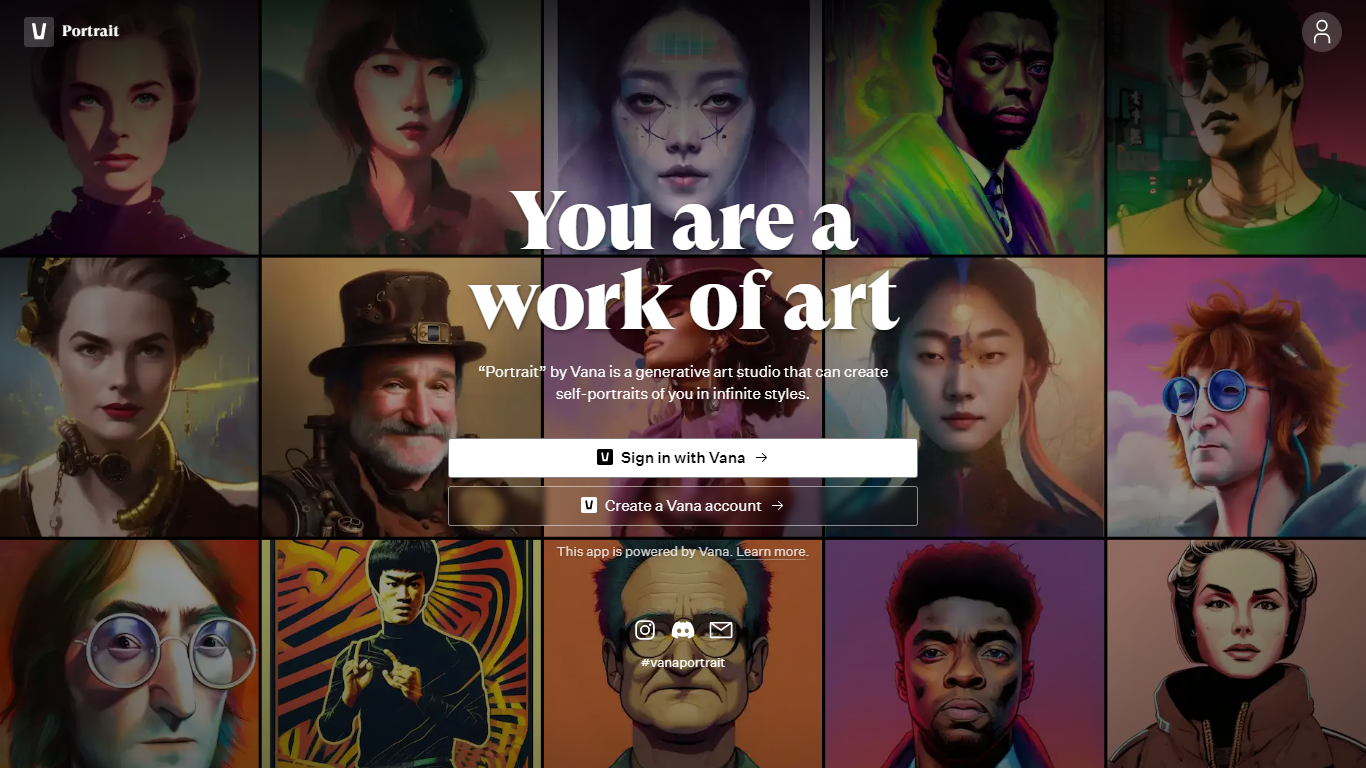 Portrait
You are a
work of art
“Portrait” by Vana is a generative art studio that can create
self-portraits of you in infinite styles.
Sign in with Vana →
Create a Vana account →
This app is powered by Vana. Learn more.
#vanaportrait